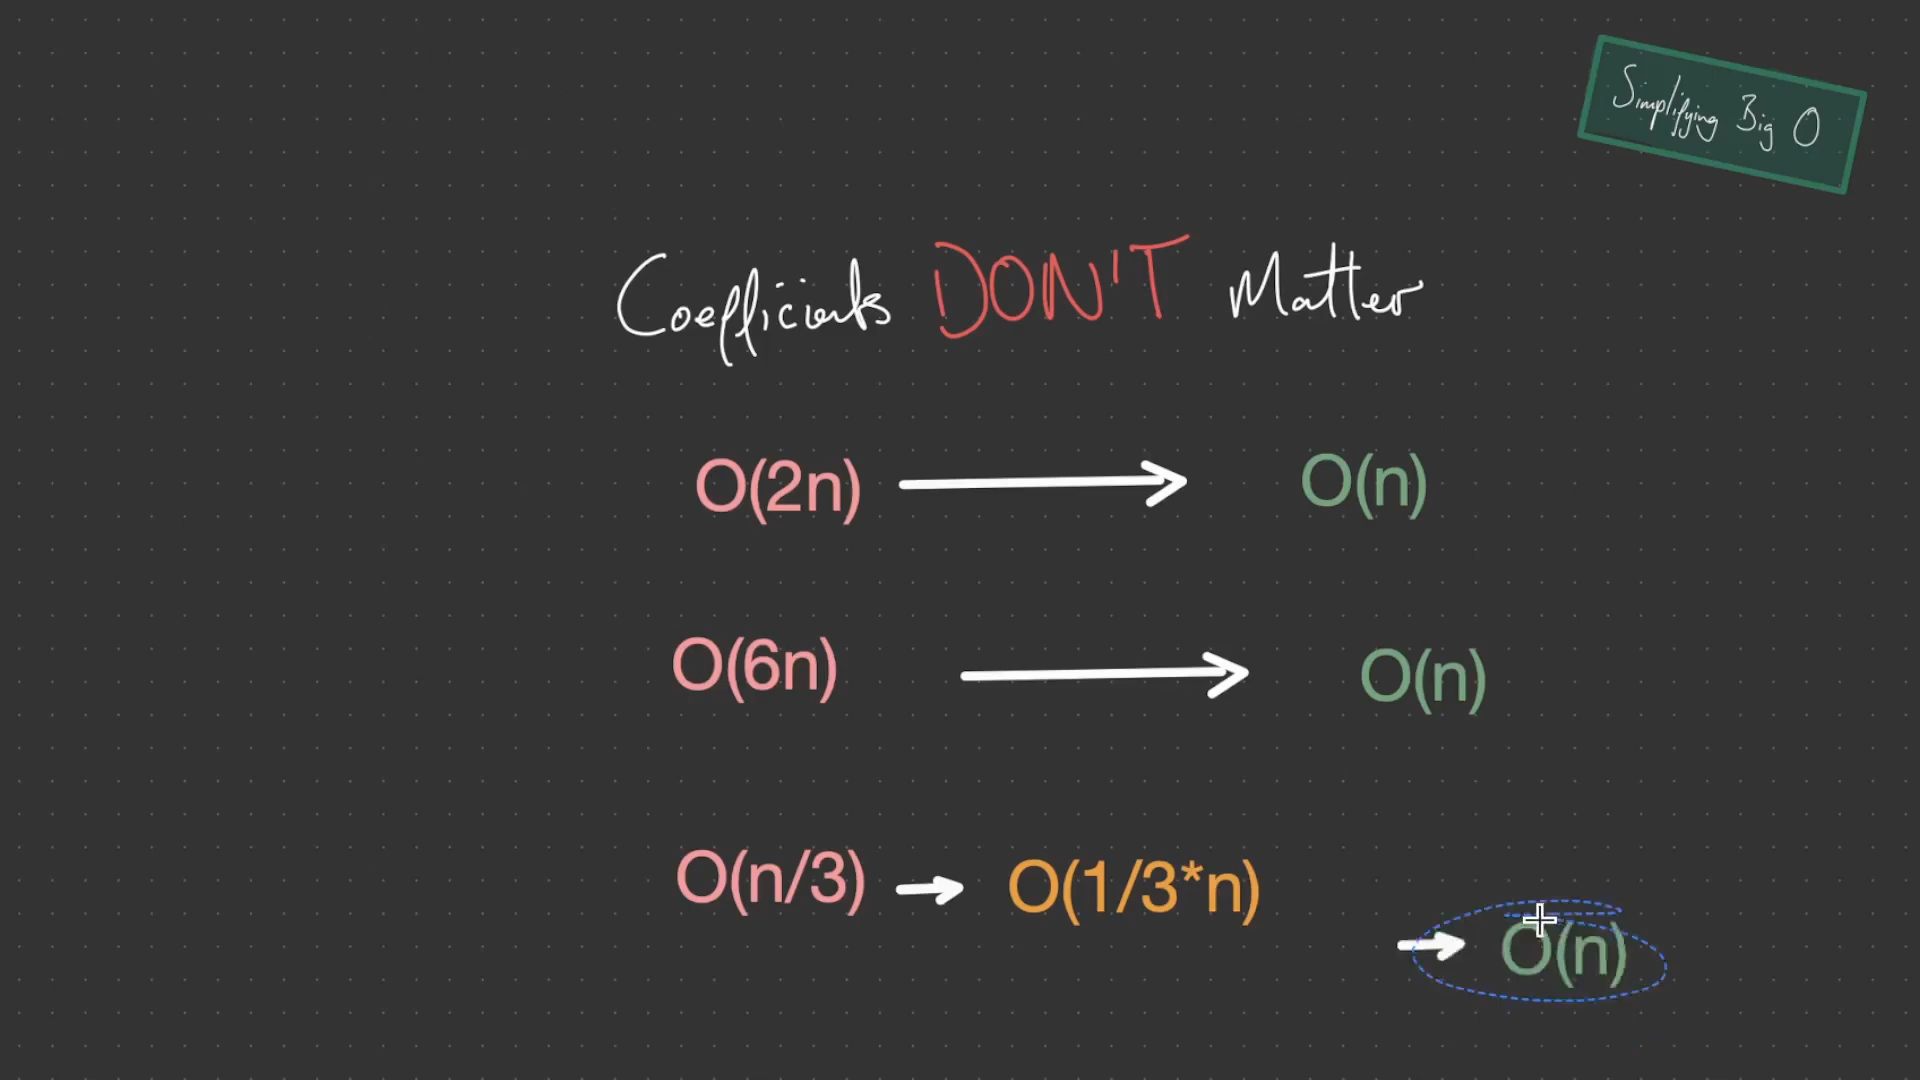 Simplifying Big O
Coefficients DON'T Matter
O(2n) O(n)
O(6n) O(n)
O(n/3) O(1/3*n) O(n)